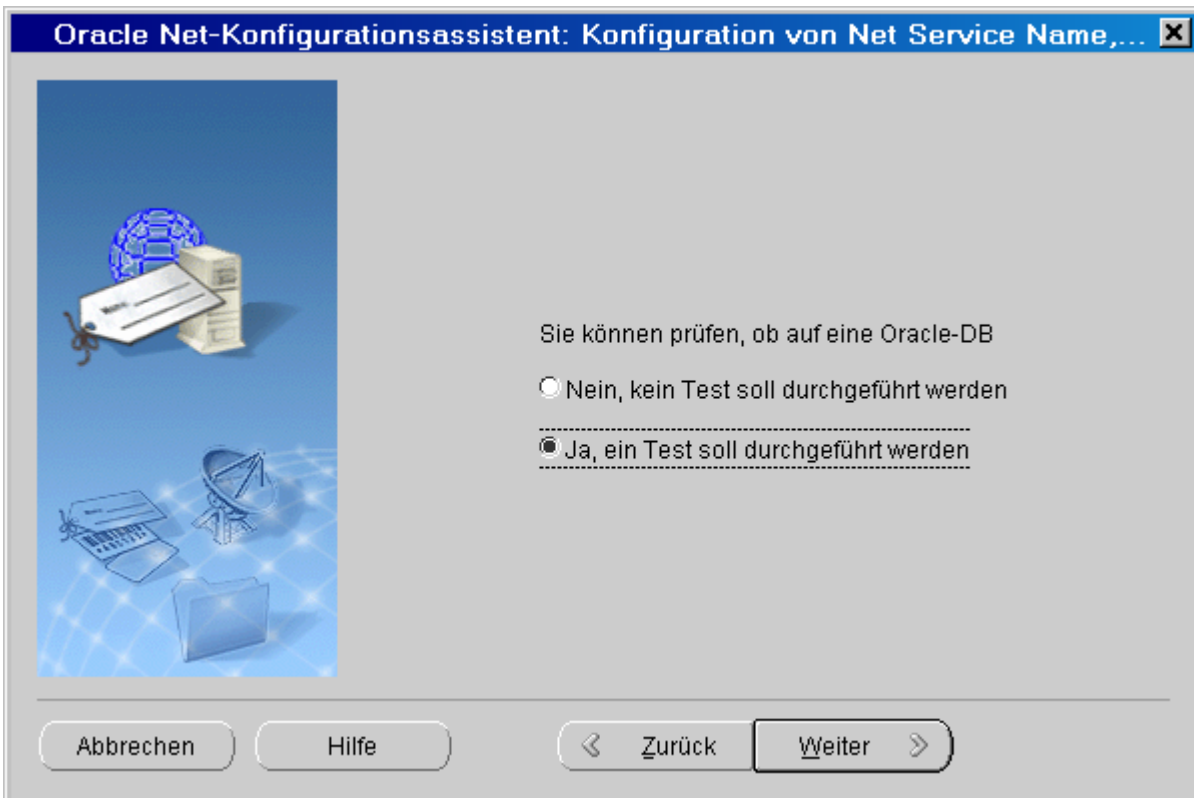 Oracle Net-Konfigurationsassistent: Konfiguration von Net Service Name,...
Sie können prüfen, ob auf eine Oracle-DB
Nein, kein Test soll durchgeführt werden
Ja, ein Test soll durchgeführt werden
Abbrechen
Hilfe
Zurück
Weiter